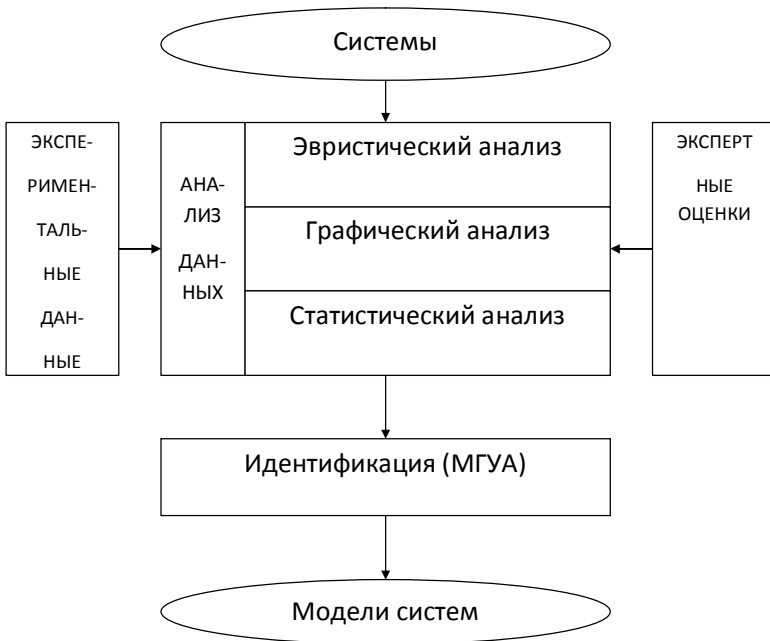 Системы
ЭКСПЕ-
РИМЕН-
ТАЛЬ-
НЫЕ
ДАН-
НЫЕ
АНА-
ЛИЗ
ДАН-
НЫХ
Эвристический анализ
Графический анализ
Статистический анализ
ЭКСПЕРТ
НЫЕ
ОЦЕНКИ
Идентификация (МГУА)
Модели систем